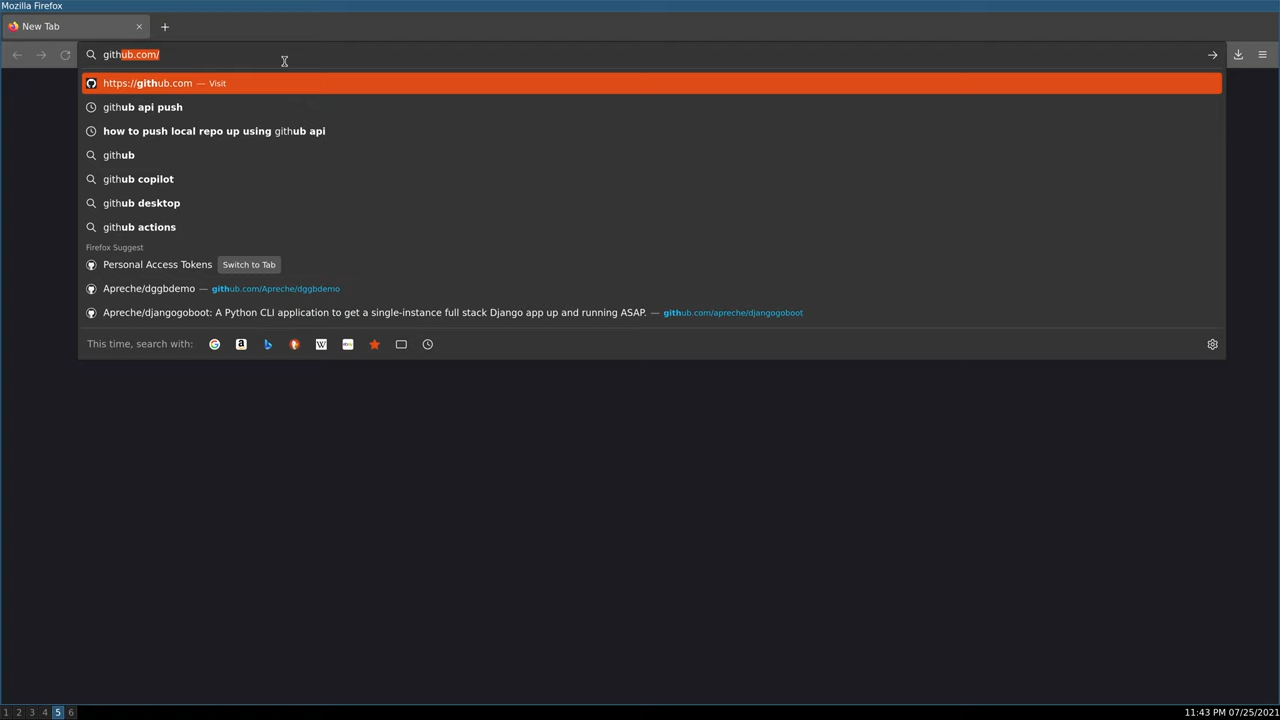 Mozilla Firefox
New Tab
github.com/
https://github.com — Visit
github api push
how to push local repo up using github api
github
github copilot
github desktop
github actions
Firefox Suggest
Personal Access Tokens Switch to Tab
Apreche/dggbdemo — github.com/Apreche/dggbdemo
Apreche/djangogoboot: A Python CLI application to get a single-instance full stack Django app up and running ASAP. — github.com/apreche/djangogoboot
This time, search with:
1 2 3 4 5 6 11:43 PM 07/25/2021